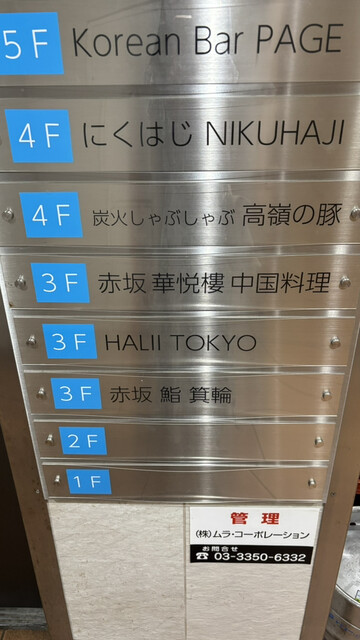 5F Korean Bar PAGE
4F にくはじ NIKUHAJI
4F 炭火しゃぶしゃぶ 高嶺の豚
3F 赤坂 華悦樓 中国料理
3F HALII TOKYO
3F 赤坂 鮨 箕輪
2F
1F
管理
(株)ムラ・コーポレーション
お問合せ
☎ 03-3350-6332